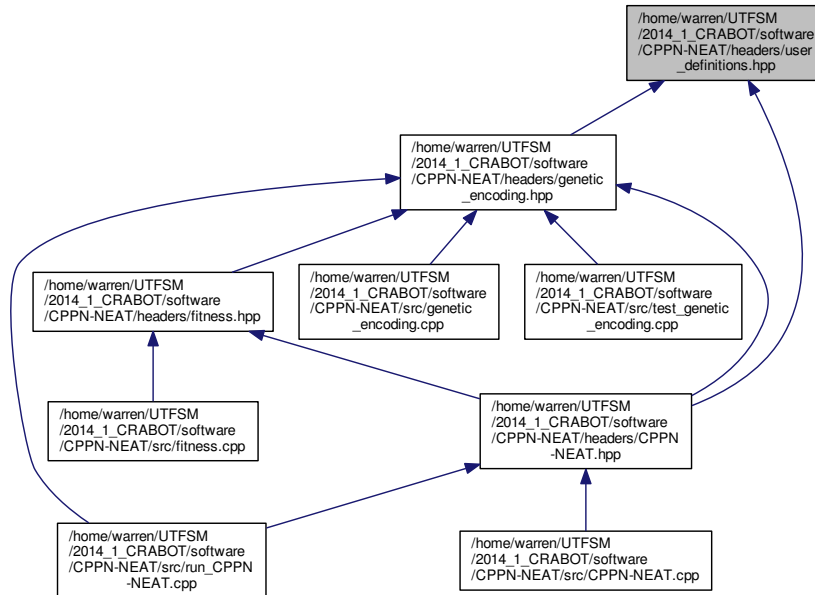 /home/warren/UTFSM
/2014_1_CRABOT/software
/CPPN-NEAT/headers/user
_definitions.hpp
/home/warren/UTFSM
/2014_1_CRABOT/software
/CPPN-NEAT/headers/genetic
_encoding.hpp
/home/warren/UTFSM
/2014_1_CRABOT/software
/CPPN-NEAT/headers/fitness.hpp
/home/warren/UTFSM
/2014_1_CRABOT/software
/CPPN-NEAT/src/genetic
_encoding.cpp
/home/warren/UTFSM
/2014_1_CRABOT/software
/CPPN-NEAT/src/test_genetic
_encoding.cpp
/home/warren/UTFSM
/2014_1_CRABOT/software
/CPPN-NEAT/src/fitness.cpp
/home/warren/UTFSM
/2014_1_CRABOT/software
/CPPN-NEAT/headers/CPPN
-NEAT.hpp
/home/warren/UTFSM
/2014_1_CRABOT/software
/CPPN-NEAT/src/run_CPPN
-NEAT.cpp
/home/warren/UTFSM
/2014_1_CRABOT/software
/CPPN-NEAT/src/CPPN-NEAT.cpp